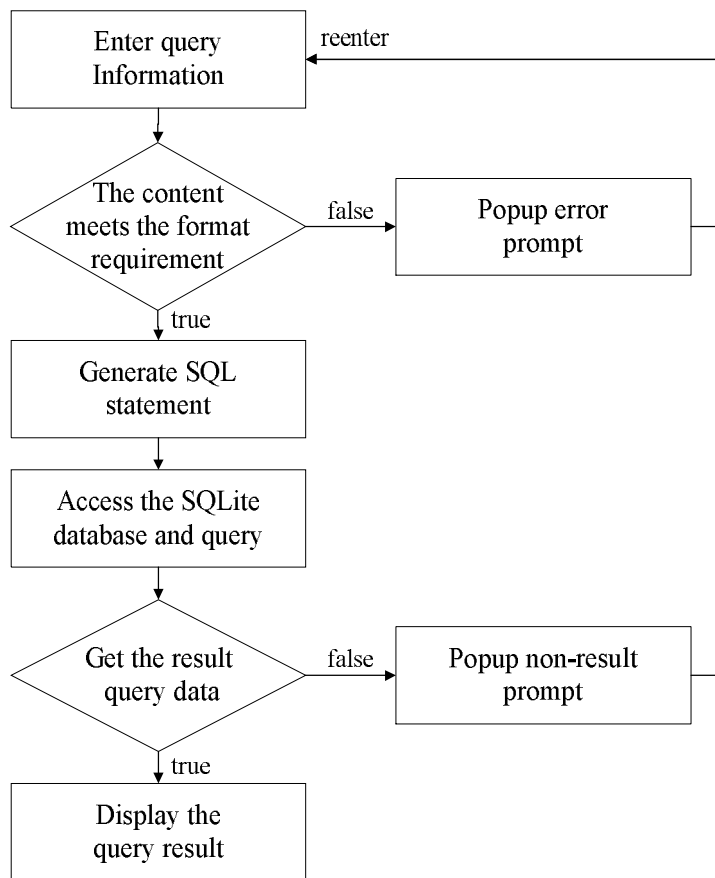 Enter query
Information
reenter
The content
meets the format
requirement
false
Popup error
prompt
true
Generate SQL
statement
Access the SQLite
database and query
Get the result
query data
false
Popup non-result
prompt
true
Display the
query result